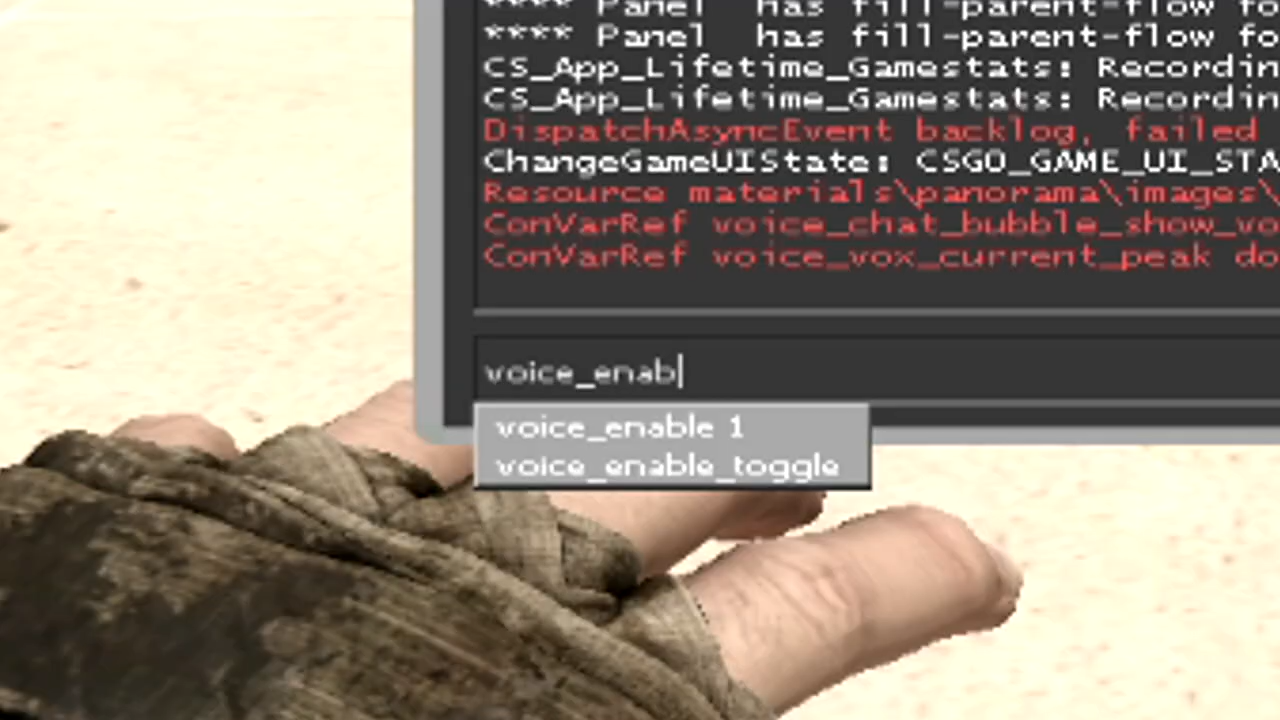 **** Panel  has fill-parent-flow fo
**** Panel  has fill-parent-flow fo
CS_App_Lifetime_Gamestats: Recordin
CS_App_Lifetime_Gamestats: Recordin
DispatchAsyncEvent backlog, failed
ChangeGameUIState: CSGO_GAME_UI_STA
Resource materials\panorama\images\
ConVarRef voice_chat_bubble_show_vo
ConVarRef voice_vox_current_peak do
voice_enab
voice_enable 1
voice_enable_toggle